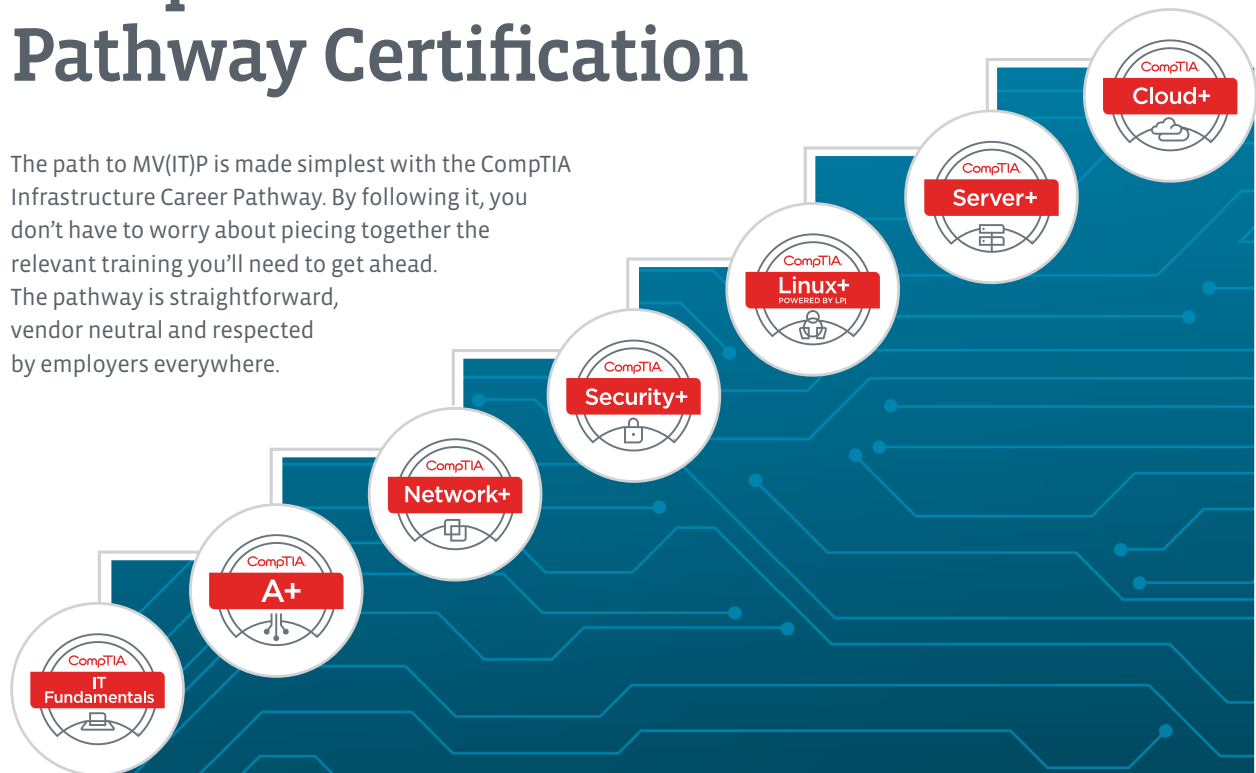 Pathway Certification
The path to MV(IT)P is made simplest with the CompTIA
Infrastructure Career Pathway. By following it, you
don’t have to worry about piecing together the
relevant training you’ll need to get ahead.
The pathway is straightforward,
vendor neutral and respected
by employers everywhere.
CompTIA
IT
Fundamentals
CompTIA
A+
CompTIA
Network+
CompTIA
Security+
CompTIA
Linux+
POWERED BY LPI
CompTIA
Server+
CompTIA
Cloud+